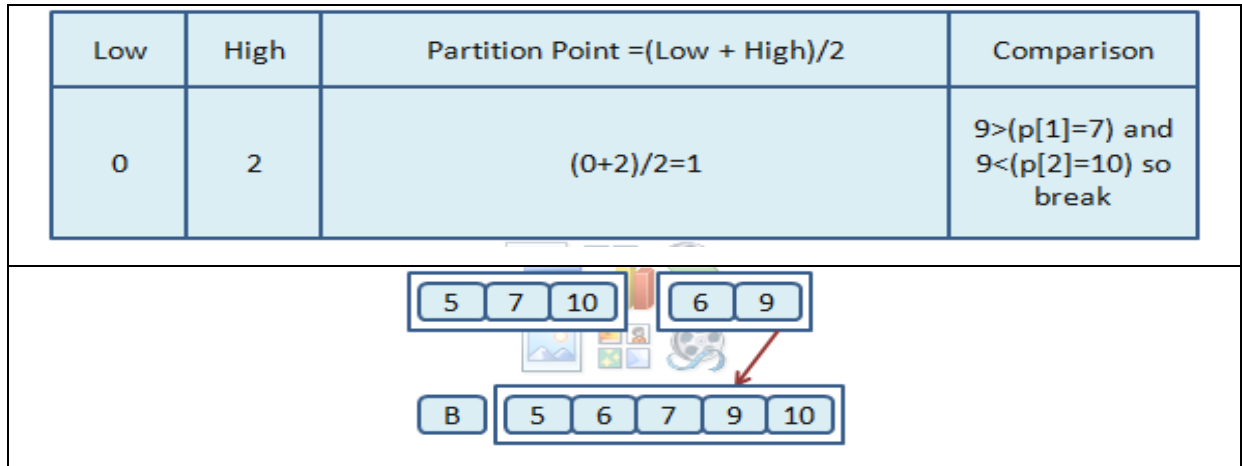 Low High Partition Point =(Low + High)/2 Comparison
0 2 (0+2)/2=1 9>(p[1]=7) and
9<(p[2]=10) so
break
5 7 10 6 9
B 5 6 7 9 10